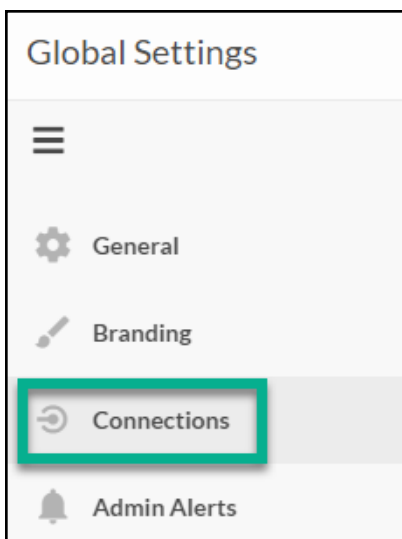 Global Settings
General
Branding
Connections
Admin Alerts